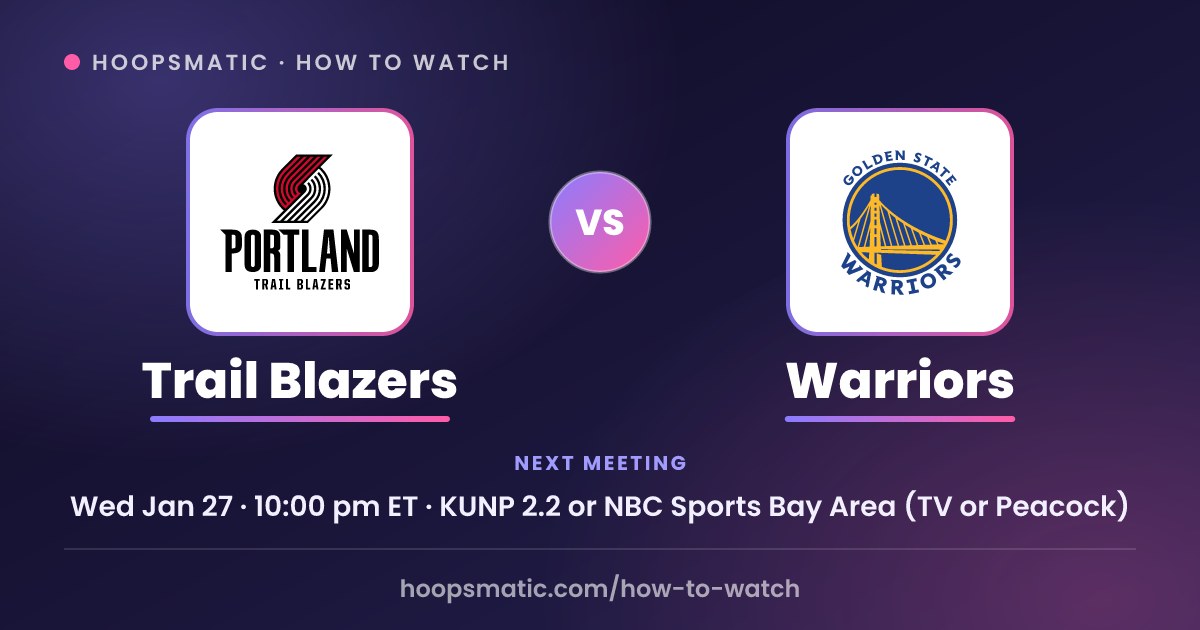 HOOPSMATIC · HOW TO WATCH
PORTLAND
TRAIL BLAZERS
VS
GOLDEN STATE
WARRIORS
Trail Blazers
Warriors
NEXT MEETING
Wed Jan 27 · 10:00 pm ET · KUNP 2.2 or NBC Sports Bay Area (TV or Peacock)
hoopsmatic.com/how-to-watch